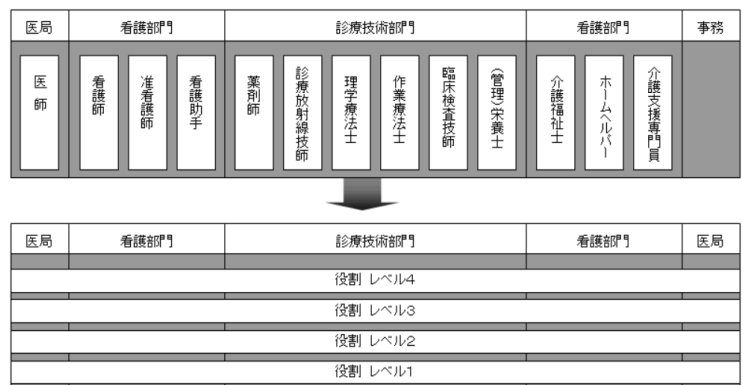 医局 看護部門 診療技術部門 看護部門 事務
医師
看護師
准看護師
看護助手
薬剤師
診療放射線技師
理学療法士
作業療法士
臨床検査技師
(管理)栄養士
介護福祉士
ホームヘルパー
介護支援専門員
医局 看護部門 診療技術部門 看護部門 医局
役割 レベル4
役割 レベル3
役割 レベル2
役割 レベル1